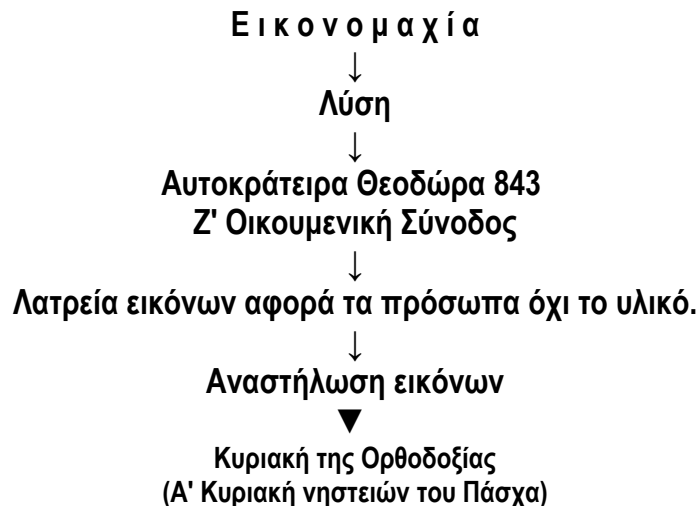 Ε ι κ ο ν ο μ α χ ί α
↓
Λύση
↓
Αυτοκράτειρα Θεοδώρα 843
Ζ' Οικουμενική Σύνοδος
↓
Λατρεία εικόνων αφορά τα πρόσωπα όχι το υλικό.
↓
Αναστήλωση εικόνων
▼
Κυριακή της Ορθοδοξίας
(Α' Κυριακή νηστειών του Πάσχα)